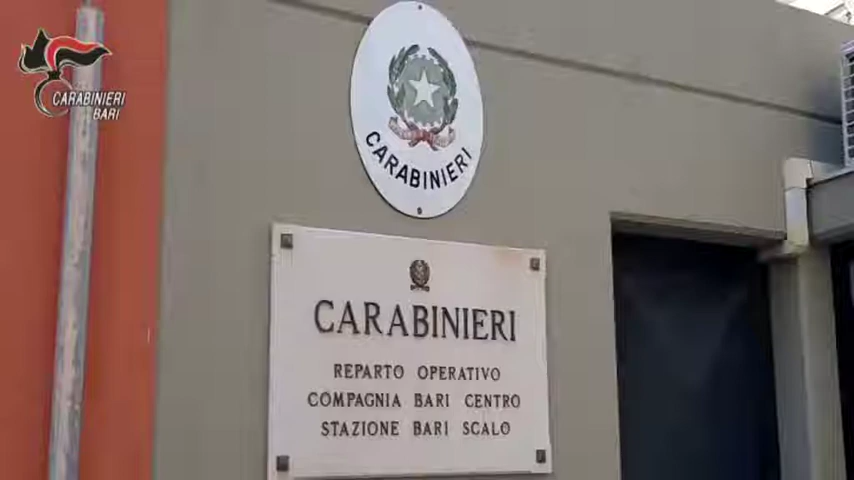 CARABINIERI
BARI
CARABINIERI
CARABINIERI
REPARTO OPERATIVO
COMPAGNIA BARI CENTRO
STAZIONE BARI SCALO